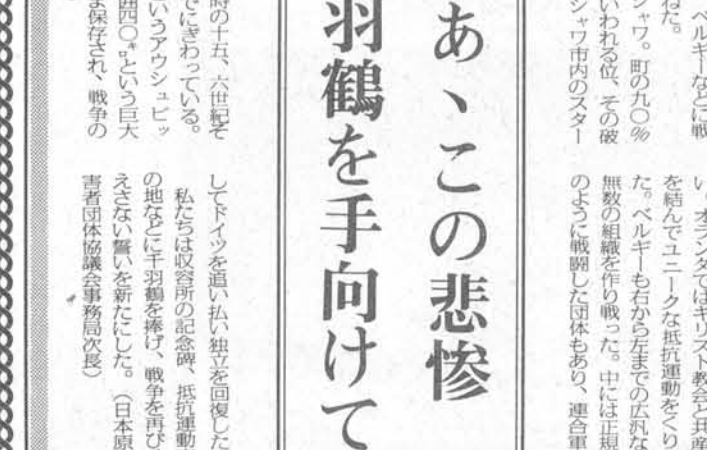 ベルギーなどに戦
ねた。
シャワ。町の九〇％
いわれる位、その破
シャワ市内のスター
い。オランダではキリスト教会と共産
を結んでユニークな抵抗運動をくり
た。ベルギーも右から左までの広汎な
無数の組織を作り戦った。中には正規
のように戦闘した団体もあり、連合軍
あゝこの悲惨
羽鶴を手向けて
時の十五、六世紀そ
でにぎわっている。
いうアウシュビッ
囲四〇㌔という巨大
ま保存され、戦争の
してドイツを追い払い独立を回復した
私たちは収容所の記念碑、抵抗運動
の地などに千羽鶴を捧げ、戦争を再び
えさない誓いを新たにした。（日本原
害者団体協議会事務局次長）